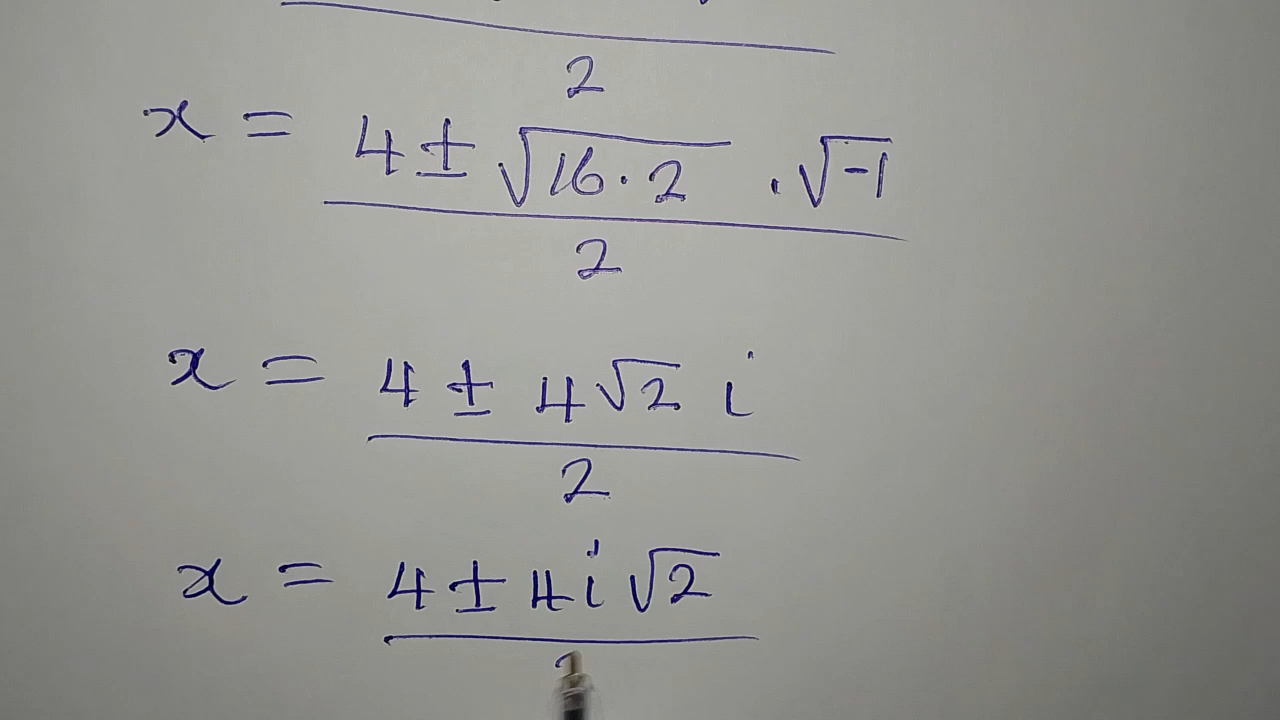 2
x = 4 ± √16·2 · √-1
2
x = 4 ± 4√2 i
2
x = 4 ± 4i√2